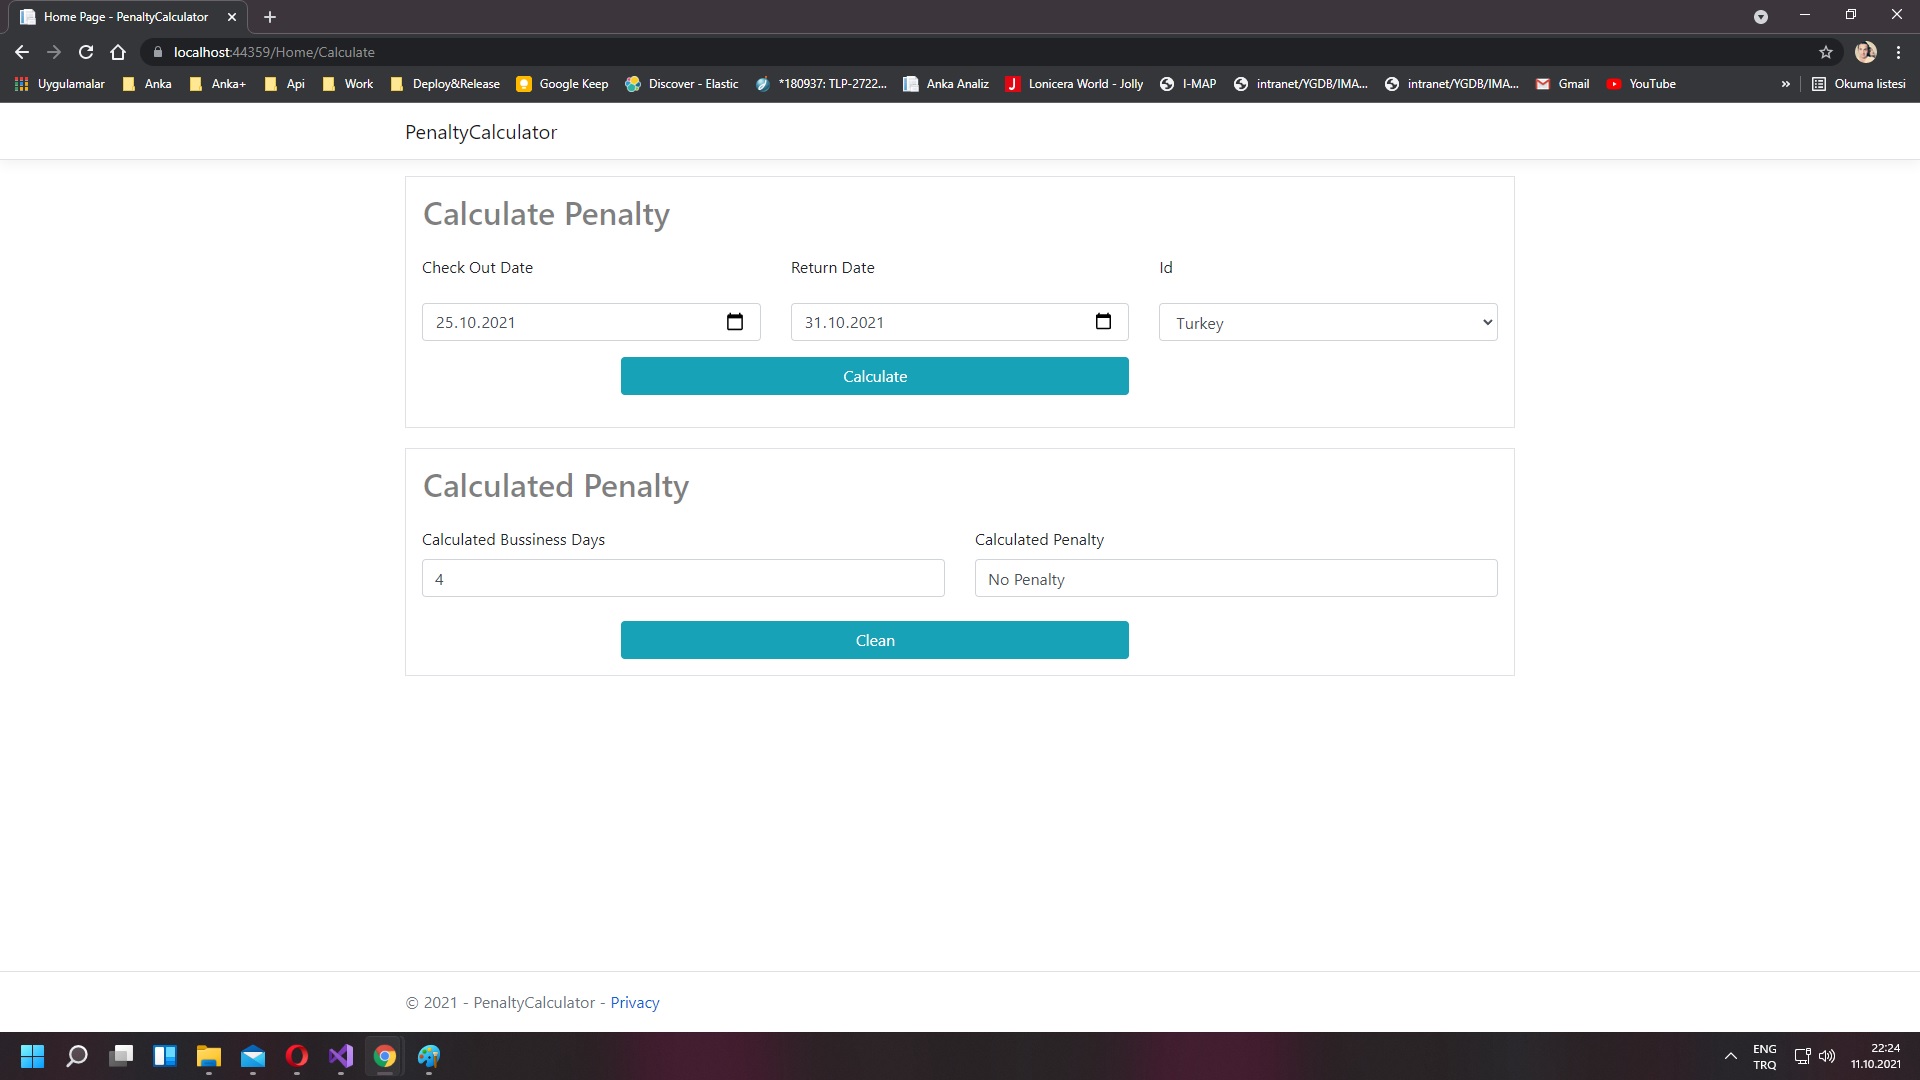 Home Page - PenaltyCalculator
localhost:44359/Home/Calculate
Uygulamalar Anka Anka+ Api Work Deploy&Release Google Keep Discover - Elastic *180937: TLP-2722... Anka Analiz J Lonicera World - Jolly I-MAP intranet/YGDB/IMA... intranet/YGDB/IMA... Gmail YouTube » Okuma listesi
PenaltyCalculator
Calculate Penalty
Check Out Date Return Date Id
25.10.2021 31.10.2021 Turkey
Calculate
Calculated Penalty
Calculated Bussiness Days Calculated Penalty
4 No Penalty
Clean
© 2021 - PenaltyCalculator - Privacy
ENG 22:24
TRQ 11.10.2021